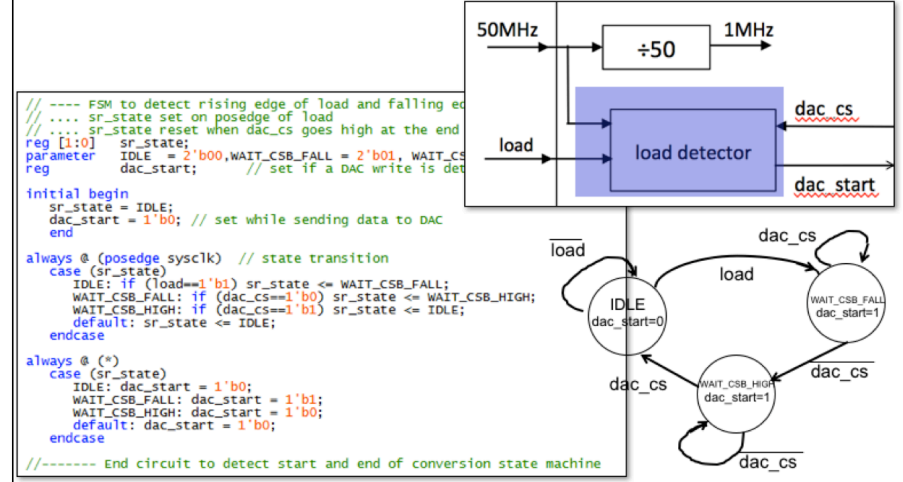 50MHz
÷50
1MHz
load
load detector
dac_cs
dac_start
// ---- FSM to detect rising edge of load and falling ed
// .... sr_state set on posedge of load
// .... sr_state reset when dac_cs goes high at the end
reg [1:0] sr_state;
parameter IDLE = 2'b00,WAIT_CSB_FALL = 2'b01, WAIT_CS
reg dac_start; // set if a DAC write is det
initial begin
sr_state = IDLE;
dac_start = 1'b0; // set while sending data to DAC
end
always @ (posedge sysclk) // state transition
case (sr_state)
IDLE: if (load==1'b1) sr_state <= WAIT_CSB_FALL;
WAIT_CSB_FALL: if (dac_cs==1'b0) sr_state <= WAIT_CSB_HIGH;
WAIT_CSB_HIGH: if (dac_cs==1'b1) sr_state <= IDLE;
default: sr_state <= IDLE;
endcase
always @ (*)
case (sr_state)
IDLE: dac_start = 1'b0;
WAIT_CSB_FALL: dac_start = 1'b1;
WAIT_CSB_HIGH: dac_start = 1'b0;
default: dac_start = 1'b0;
endcase
//------- End circuit to detect start and end of conversion state machine
load
load
dac_cs
IDLE
dac_start=0
WAIT_CSB_FALL
dac_start=1
dac_cs
dac_cs
WAIT_CSB_HIGH
dac_start=1
dac_cs